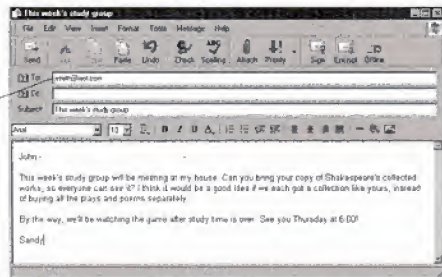 This week's study group
File Edit View Insert Format Tools Message Help
Send Paste Undo Check Spelling Attach Priority Sign Encrypt Offline
To:
Cc:
Subject: This week's study group
Arial 10
John -
This week's study group will be meeting at my house. Can you bring your copy of Shakespeare's collected
works, so everyone can see it? I think it would be a good idea if we each got a collection like yours, instead
of buying all the plays and poems separately.
By the way, we'll be watching the game after study time is over. See you Thursday at 6:00!
Sandy